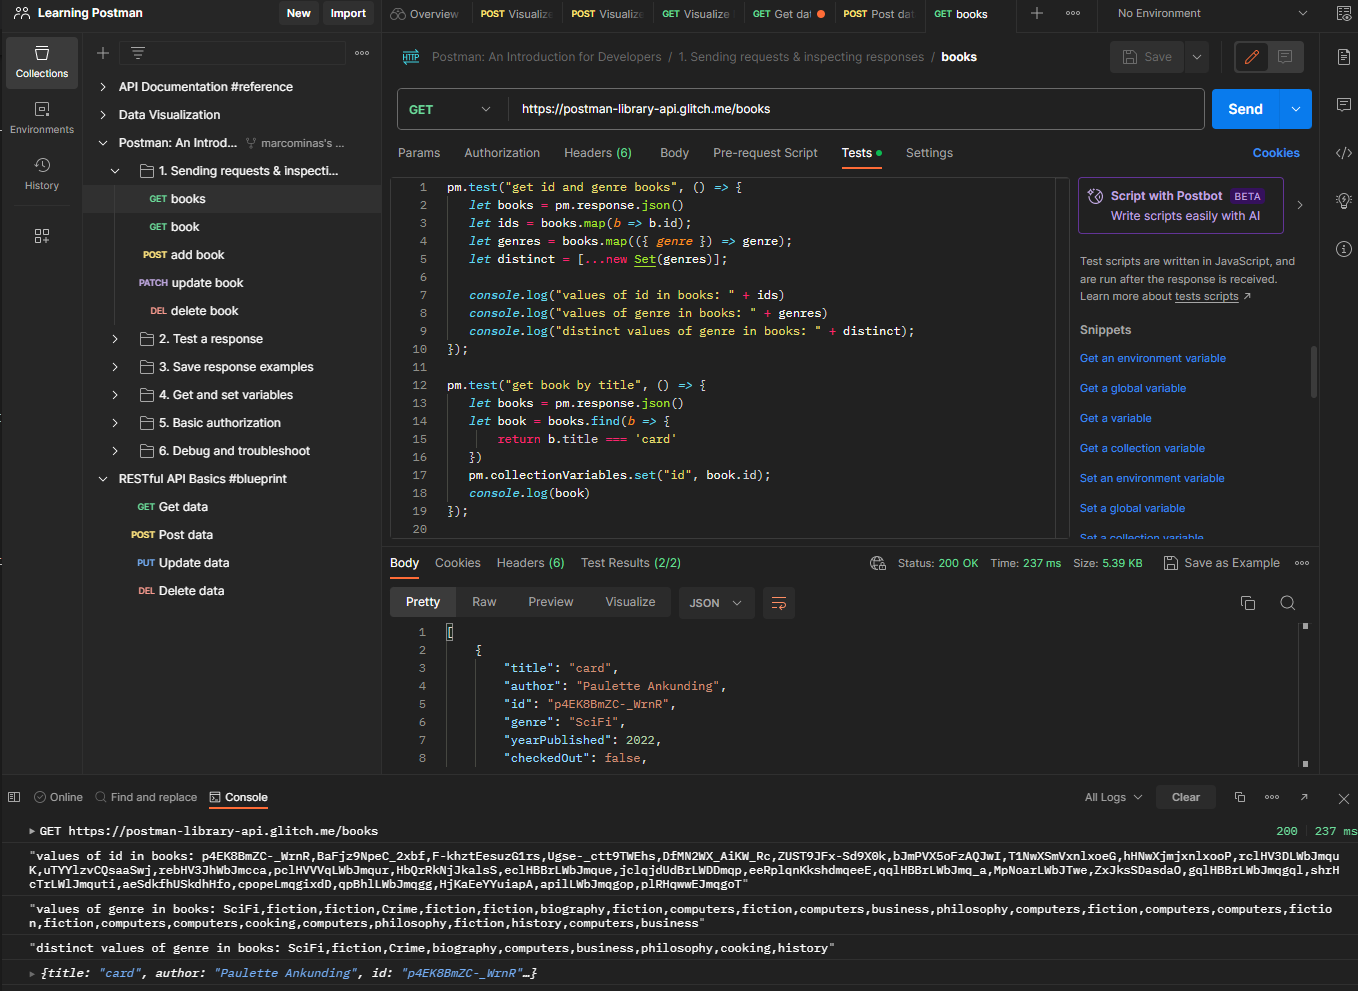 Learning Postman
New
Import
Overview
POST Visualize
POST Visualize
GET Visualize
GET Get dat
POST Post dat
GET books
No Environment
Collections
Environments
History
API Documentation #reference
Data Visualization
Postman: An Introd...
marcominas's ...
1. Sending requests & inspecti...
GET books
GET book
POST add book
PATCH update book
DEL delete book
2. Test a response
3. Save response examples
4. Get and set variables
5. Basic authorization
6. Debug and troubleshoot
RESTful API Basics #blueprint
GET Get data
POST Post data
PUT Update data
DEL Delete data
HTTP
Postman: An Introduction for Developers / 1. Sending requests & inspecting responses / books
Save
GET
https://postman-library-api.glitch.me/books
Send
Params
Authorization
Headers (6)
Body
Pre-request Script
Tests
Settings
Cookies
1 pm.test("get id and genre books", () => {
2 let books = pm.response.json()
3 let ids = books.map(b => b.id);
4 let genres = books.map(({ genre }) => genre);
5 let distinct = [...new Set(genres)];
6
7 console.log("values of id in books: " + ids)
8 console.log("values of genre in books: " + genres)
9 console.log("distinct values of genre in books: " + distinct);
10 });
11
12 pm.test("get book by title", () => {
13 let books = pm.response.json()
14 let book = books.find(b => {
15 return b.title === 'card'
16 })
17 pm.collectionVariables.set("id", book.id);
18 console.log(book)
19 });
20
Script with Postbot BETA
Write scripts easily with AI
Test scripts are written in JavaScript, and
are run after the response is received.
Learn more about tests scripts ↗
Snippets
Get an environment variable
Get a global variable
Get a variable
Get a collection variable
Set an environment variable
Set a global variable
Set a collection variable
Body
Cookies
Headers (6)
Test Results (2/2)
Status: 200 OK
Time: 237 ms
Size: 5.39 KB
Save as Example
Pretty
Raw
Preview
Visualize
JSON
1 [
2 {
3 "title": "card",
4 "author": "Paulette Ankunding",
5 "id": "p4EK8BmZC-_WrnR",
6 "genre": "SciFi",
7 "yearPublished": 2022,
8 "checkedOut": false,
Online
Find and replace
Console
All Logs
Clear
GET https://postman-library-api.glitch.me/books
200
237 ms
"values of id in books: p4EK8BmZC-_WrnR,BaFjz9NpeC_2xbf,F-khztEesuzG1rs,Ugse-_ctt9TWEhs,DfMN2WX_AiKW_Rc,ZUST9JFx-Sd9X0k,bJmPVX5oFzAQJwI,T1NwXSmVxnlxoeG,hHNwXjmjxnlxooP,rclHV3DLWbJmqu
K,uTYYlzvCQsaaSwj,rebHV3JhWbJmcca,pclHVVVqLWbJmqur,HbQrRkNjJkalsS,eclHBBrLWbJmque,jclqjdUdBrLWDDmqp,eeRplqnKkshdmqeeE,qqlHBBrLWbJmq_a,MpNoarLWbJTwe,ZxJksSDasdaO,gqlHBBrLWbJmqgql,shrH
cTrLWlJmquti,aeSdkfhUSkdhHfo,cpopeLmqgixdD,qpBhlLWbJmqgg,HjKaEeYYuiapA,apilLWbJmqgop,plRHqwwEJmqgoT"
"values of genre in books: SciFi,fiction,fiction,Crime,fiction,fiction,biography,fiction,computers,fiction,computers,business,philosophy,computers,fiction,computers,computers,fictio
n,fiction,computers,computers,cooking,computers,philosophy,fiction,history,computers,business"
"distinct values of genre in books: SciFi,fiction,Crime,biography,computers,business,philosophy,cooking,history"
{title: "card", author: "Paulette Ankunding", id: "p4EK8BmZC-_WrnR"…}